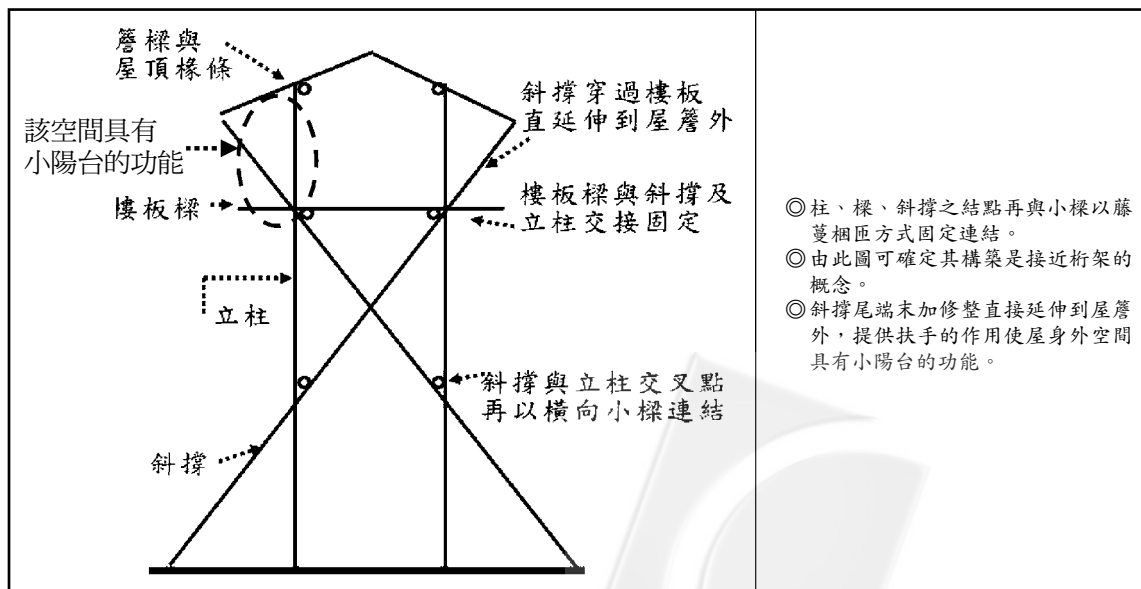 簷樑與
屋頂椽條
斜撐穿過樓板
直延伸到屋簷外
該空間具有
小陽台的功能
樓板樑
樓板樑與斜撐及
立柱交接固定
立柱
斜撐與立柱交叉點
再以橫向小樑連結
斜撐
◎柱、樑、斜撐之結點再與小樑以藤
蔓梱匝方式固定連結。
◎由此圖可確定其構築是接近桁架的
概念。
◎斜撐尾端末加修整直接延伸到屋簷
外，提供扶手的作用使屋身外空間
具有小陽台的功能。